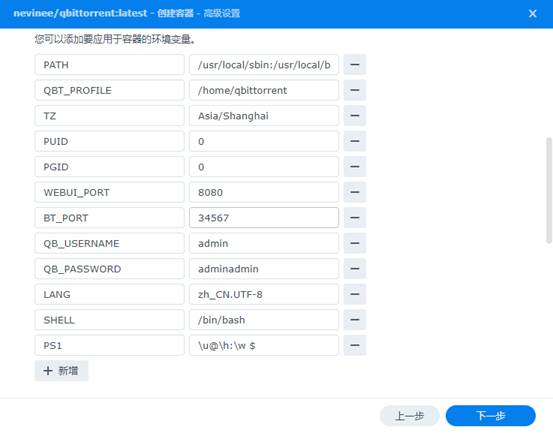 nevinee/qbittorrent:latest - 创建容器 - 高级设置
您可以添加要应用于容器的环境变量。
PATH /usr/local/sbin:/usr/local/b
QBT_PROFILE /home/qbittorrent
TZ Asia/Shanghai
PUID 0
PGID 0
WEBUI_PORT 8080
BT_PORT 34567
QB_USERNAME admin
QB_PASSWORD adminadmin
LANG zh_CN.UTF-8
SHELL /bin/bash
PS1 \u@\h:\w $
新增
上一步 下一步